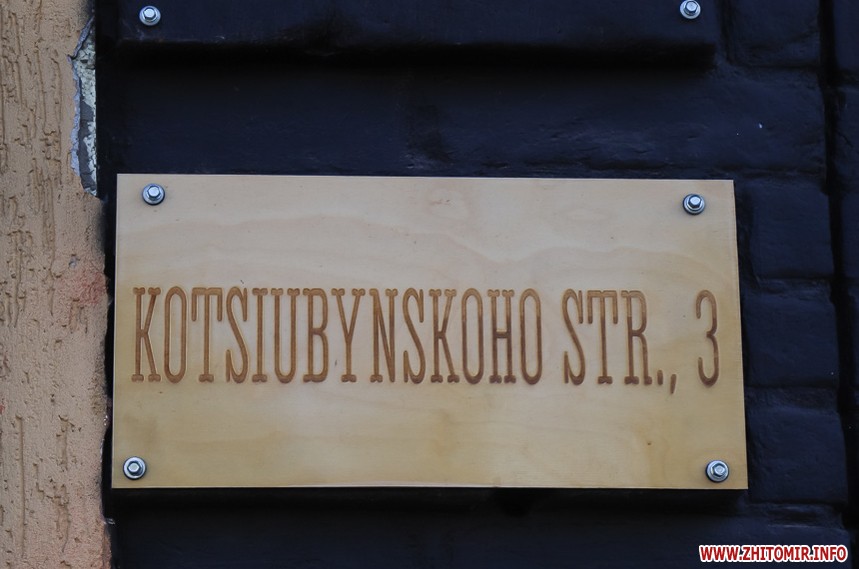 KOTSIUBYNSKOHO STR., 3
WWW.ZHITOMIR.INFO